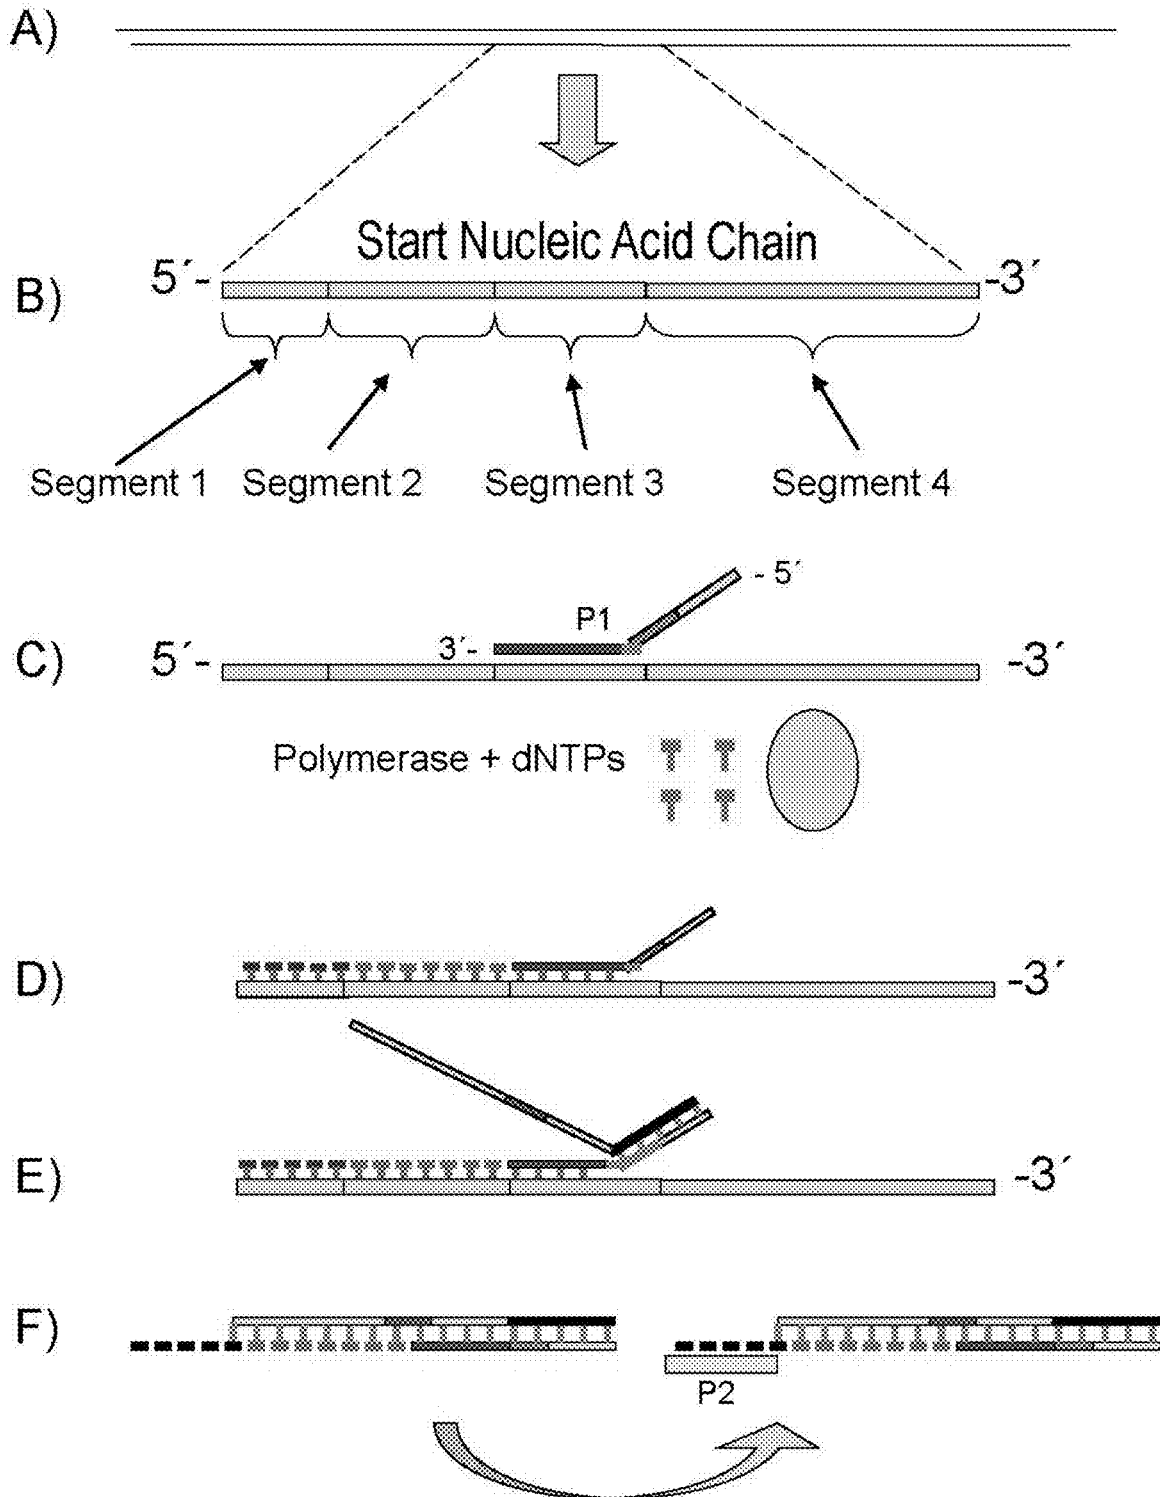 A)
Start Nucleic Acid Chain
5´- -3´
B)
Segment 1 Segment 2 Segment 3 Segment 4
- 5´
P1
3´-
C) 5´- -3´
Polymerase + dNTPs
D) -3´
E) -3´
F)
P2